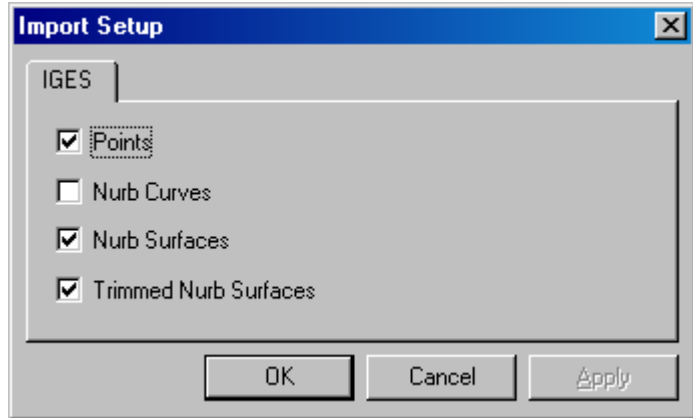 Import Setup
IGES
Points
Nurb Curves
Nurb Surfaces
Trimmed Nurb Surfaces
OK Cancel Apply